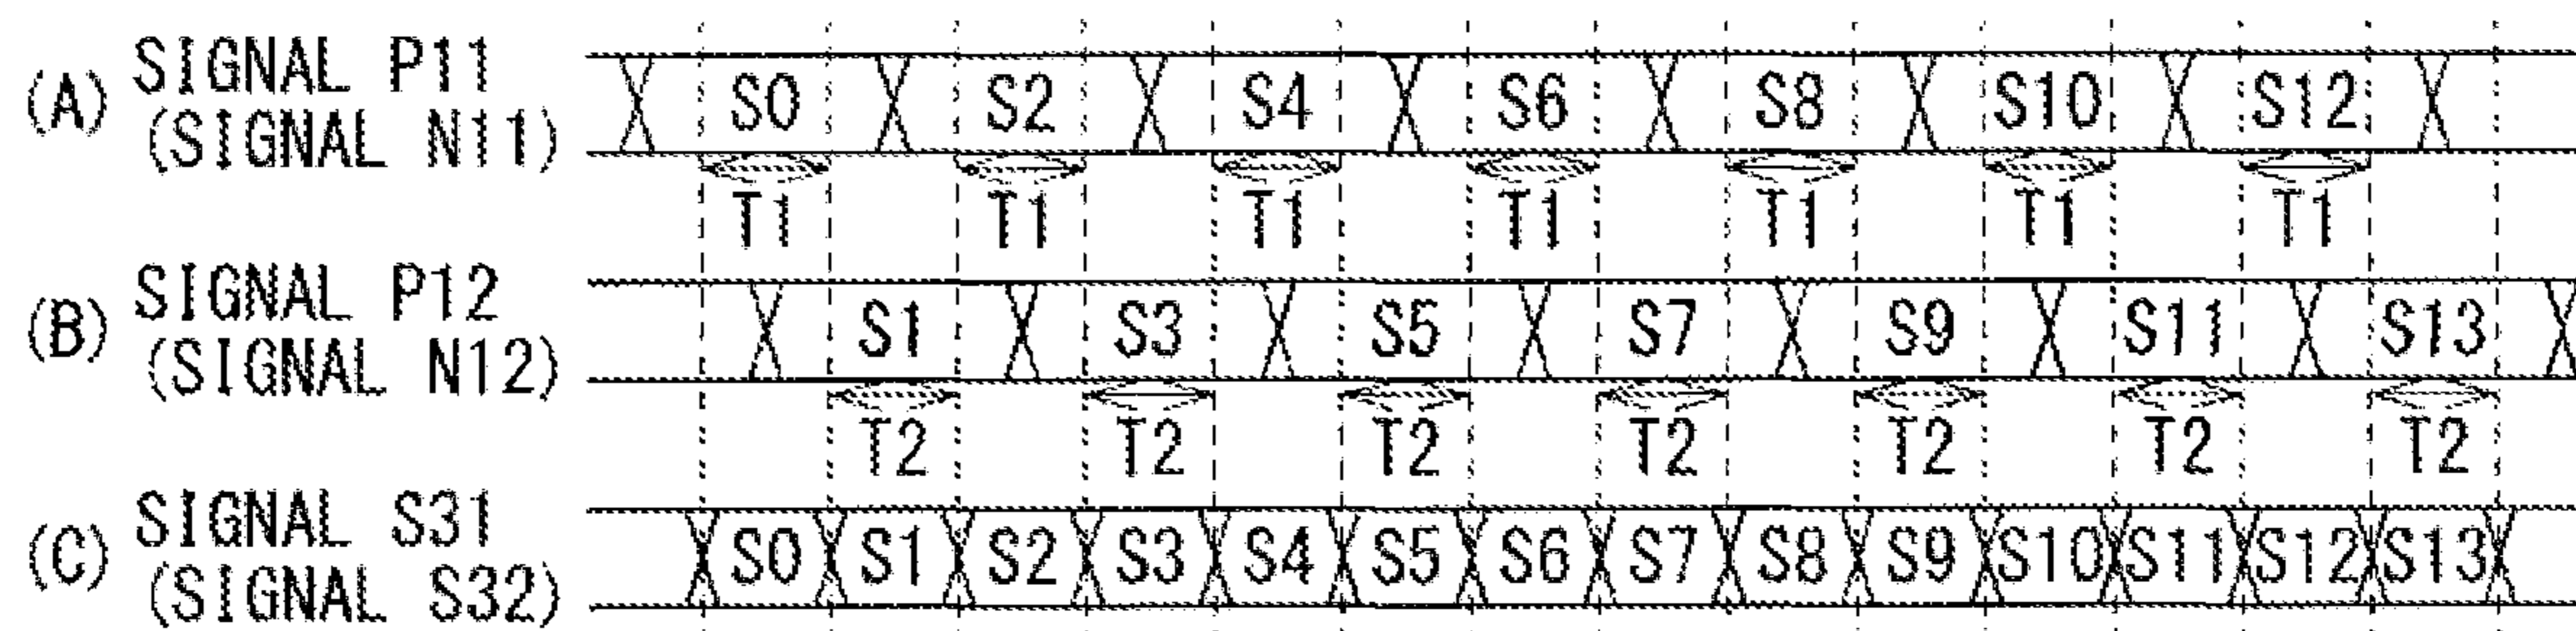 (A) SIGNAL P11 (SIGNAL N11) S0 S2 S4 S6 S8 S10 S12
T1 T1 T1 T1 T1 T1 T1
(B) SIGNAL P12 (SIGNAL N12) S1 S3 S5 S7 S9 S11 S13
T2 T2 T2 T2 T2 T2 T2
(C) SIGNAL S31 (SIGNAL S32) S0 S1 S2 S3 S4 S5 S6 S7 S8 S9 S10 S11 S12 S13